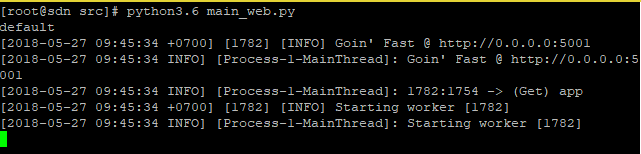 [root@sdn src]# python3.6 main_web.py
default
[2018-05-27 09:45:34 +0700] [1782] [INFO] Goin' Fast @ http://0.0.0.0:5001
[2018-05-27 09:45:34 INFO] [Process-1-MainThread]: Goin' Fast @ http://0.0.0.0:5
001
[2018-05-27 09:45:34 INFO] [Process-1-MainThread]: 1782:1754 -> (Get) app
[2018-05-27 09:45:34 +0700] [1782] [INFO] Starting worker [1782]
[2018-05-27 09:45:34 INFO] [Process-1-MainThread]: Starting worker [1782]